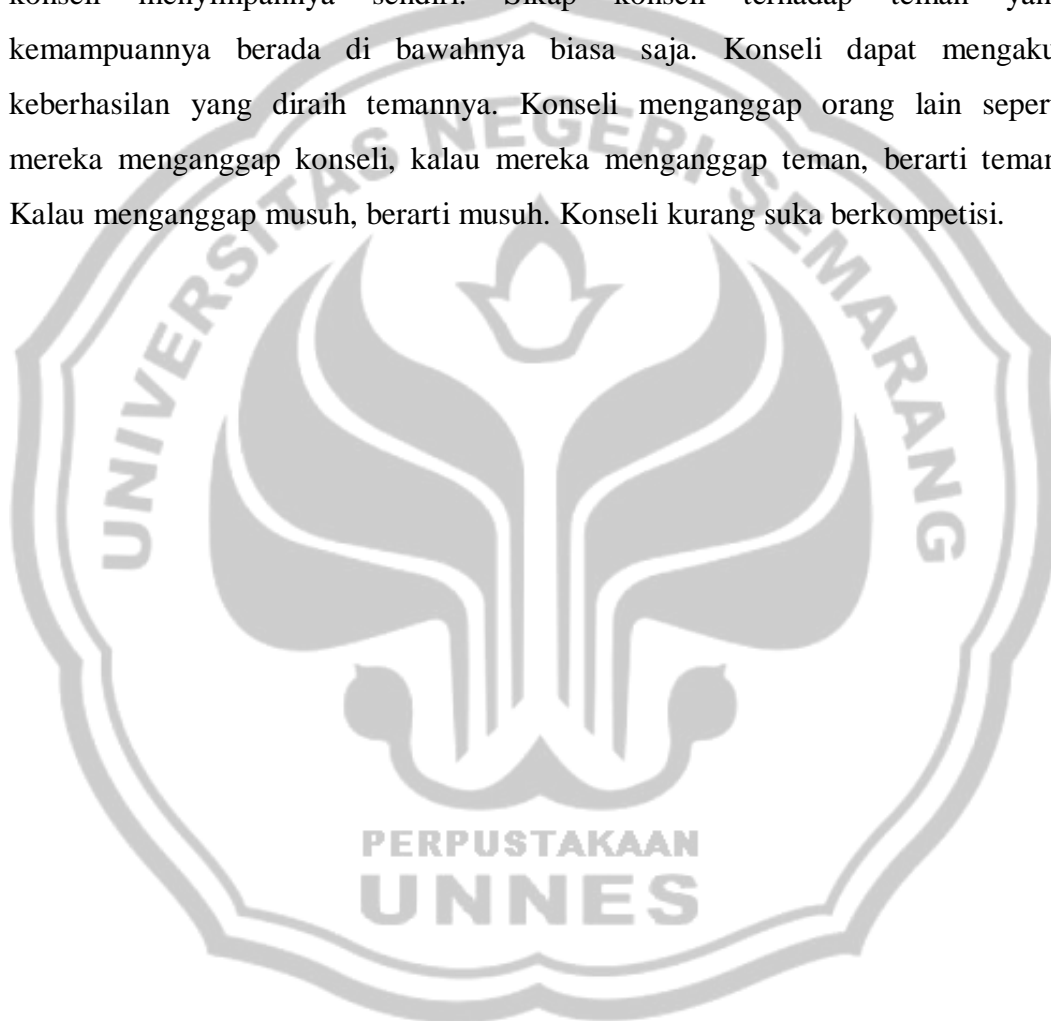 konseli menyimpannya sendiri. Sikap konseli terhadap teman yan
kemampuannya berada di bawahnya biasa saja. Konseli dapat mengaku
keberhasilan yang diraih temannya. Konseli menganggap orang lain seper
mereka menganggap konseli, kalau mereka menganggap teman, berarti teman
Kalau menganggap musuh, berarti musuh. Konseli kurang suka berkompetisi.
UNIVERSITAS NEGERI SEMARANG
PERPUSTAKAAN
UNNES